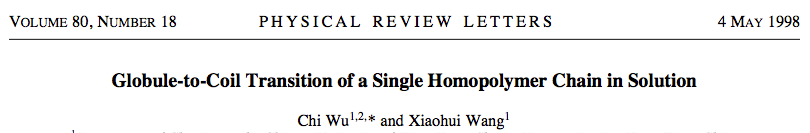 VOLUME 80, NUMBER 18 PHYSICAL REVIEW LETTERS 4 MAY 1998
Globule-to-Coil Transition of a Single Homopolymer Chain in Solution
Chi Wu1,2,* and Xiaohui Wang1